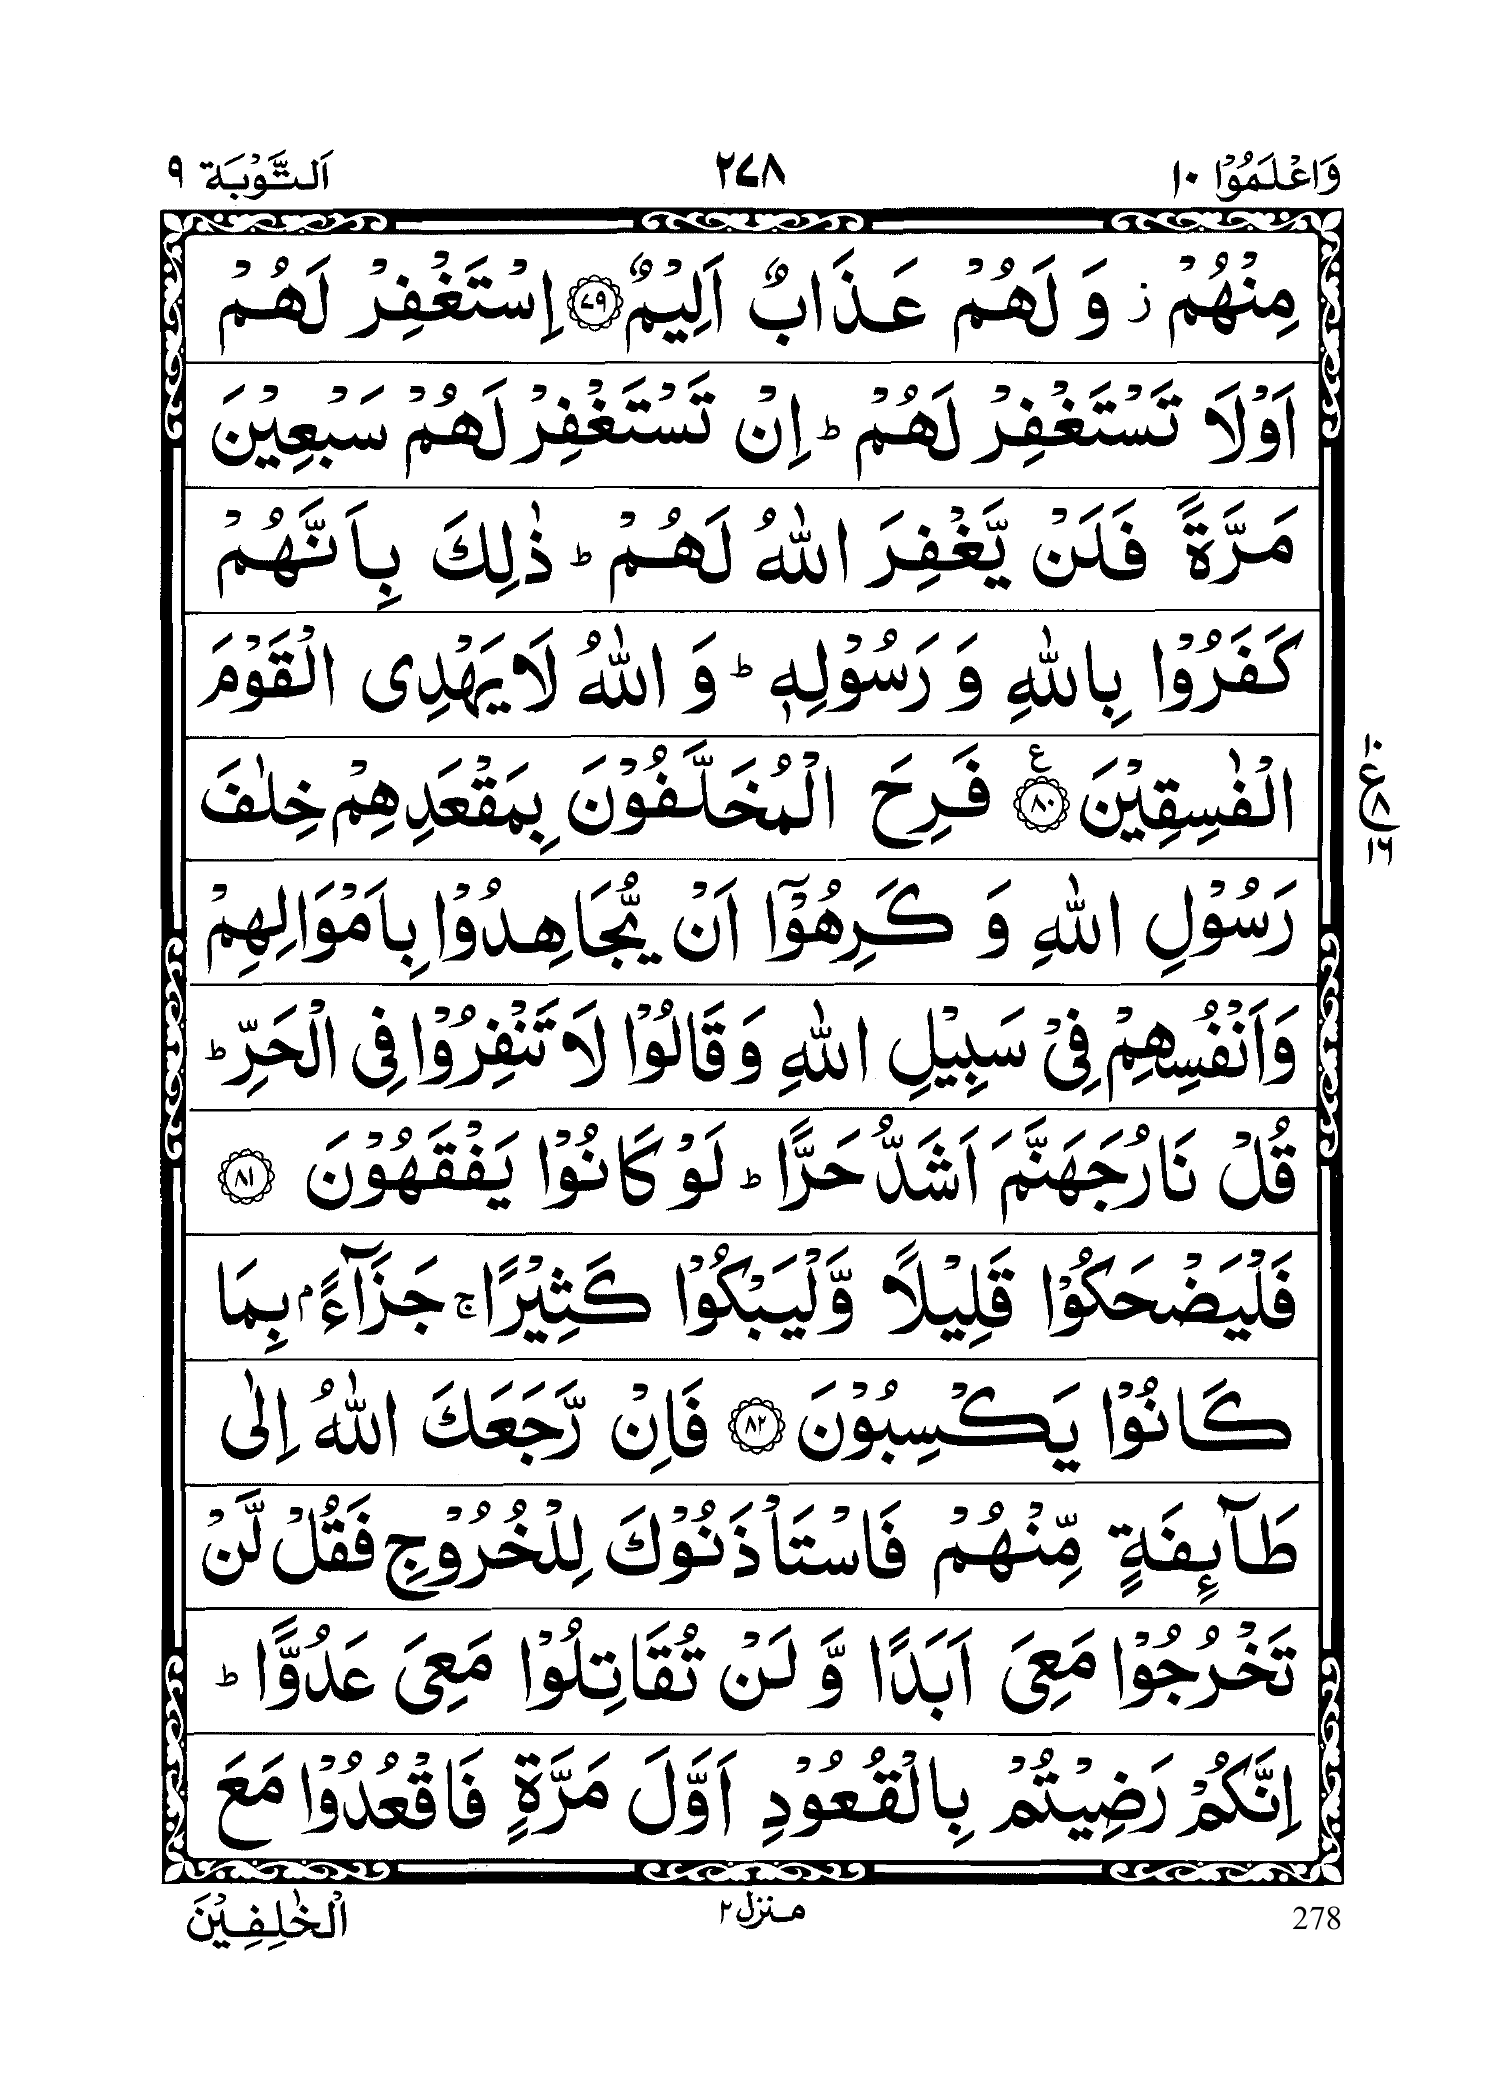 وَاعْلَمُوْۤا ١٠
٢٧٨
اَلتَّوْبَة ٩
مِنْهُمْ ز وَ لَهُمْ عَذَابٌ اَلِيْمٌ ٧٩ اِسْتَغْفِرْ لَهُمْ
اَوْلَا تَسْتَغْفِرْ لَهُمْ ط اِنْ تَسْتَغْفِرْ لَهُمْ سَبْعِيْنَ
مَرَّةً فَلَنْ يَّغْفِرَ اللّٰهُ لَهُمْ ط ذٰلِكَ بِاَنَّهُمْ
كَفَرُوْا بِاللّٰهِ وَ رَسُوْلِهٖ ط وَ اللّٰهُ لَا يَهْدِى الْقَوْمَ
الْفٰسِقِيْنَ ٨٠ ع فَرِحَ الْمُخَلَّفُوْنَ بِمَقْعَدِهِمْ خِلٰفَ
رَسُوْلِ اللّٰهِ وَ كَرِهُوْۤا اَنْ يُّجَاهِدُوْا بِاَمْوَالِهِمْ
وَاَنْفُسِهِمْ فِىْ سَبِيْلِ اللّٰهِ وَقَالُوْا لَا تَنْفِرُوْا فِى الْحَرِّ ط
قُلْ نَارُ جَهَنَّمَ اَشَدُّ حَرًّا ط لَوْ كَانُوْا يَفْقَهُوْنَ ٨١
فَلْيَضْحَكُوْا قَلِيْلًا وَّلْيَبْكُوْا كَثِيْرًا ج جَزَآءًۢ بِمَا
كَانُوْا يَكْسِبُوْنَ ٨٢ فَاِنْ رَّجَعَكَ اللّٰهُ اِلٰى
طَآئِفَةٍ مِّنْهُمْ فَاسْتَاْذَنُوْكَ لِلْخُرُوْجِ فَقُلْ لَّنْ
تَخْرُجُوْا مَعِىَ اَبَدًا وَّ لَنْ تُقَاتِلُوْا مَعِىَ عَدُوًّا ط
اِنَّكُمْ رَضِيْتُمْ بِالْقُعُوْدِ اَوَّلَ مَرَّةٍ فَاقْعُدُوْا مَعَ
١٠
ع ٨
١٦
278
منزل ٢
الْخٰلِفِيْنَ